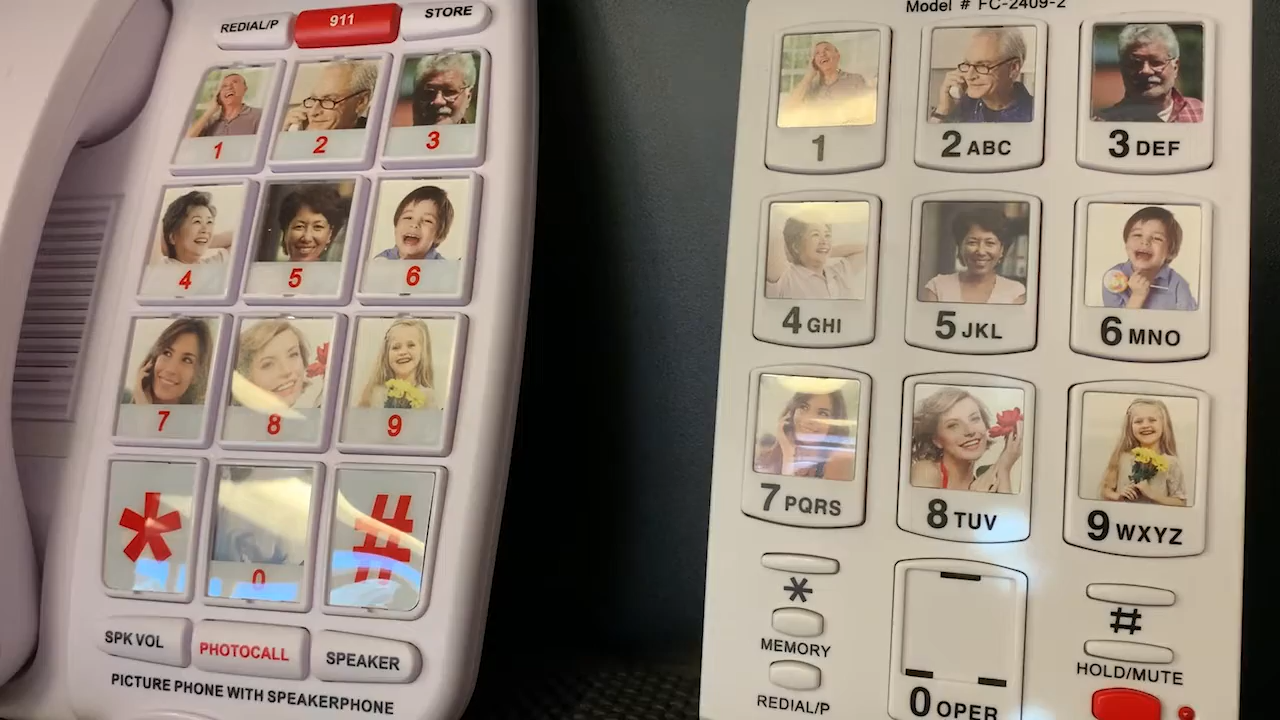 REDIAL/P 911 STORE
1 2 3
4 5 6
7 8 9
* 0 #
SPK VOL PHOTOCALL SPEAKER
PICTURE PHONE WITH SPEAKERPHONE
Model # FC-2409-2
1 2 ABC 3 DEF
4 GHI 5 JKL 6 MNO
7 PQRS 8 TUV 9 WXYZ
* #
MEMORY HOLD/MUTE
REDIAL/P 0 OPER